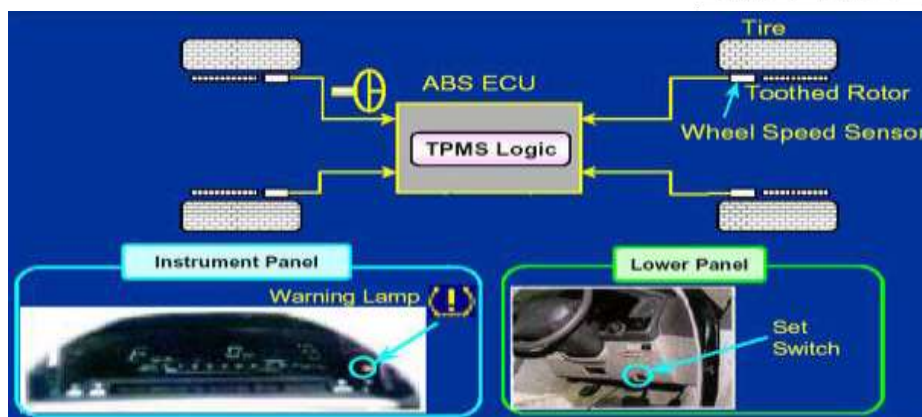 Tire
ABS ECU
Toothed Rotor
Wheel Speed Sensor
TPMS Logic
Instrument Panel
Lower Panel
Warning Lamp (!)
Set
Switch